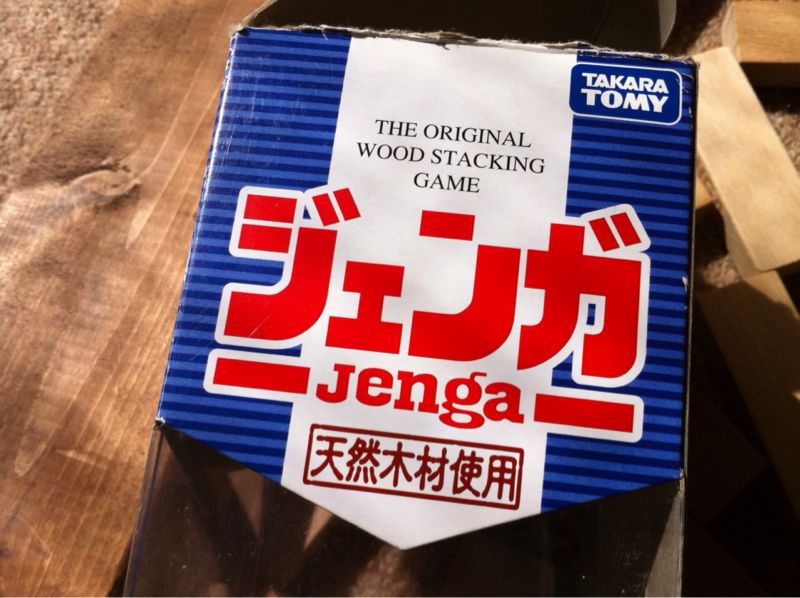 TAKARA
TOMY
THE ORIGINAL
WOOD STACKING
GAME
ジェンガ
Jenga
天然木材使用